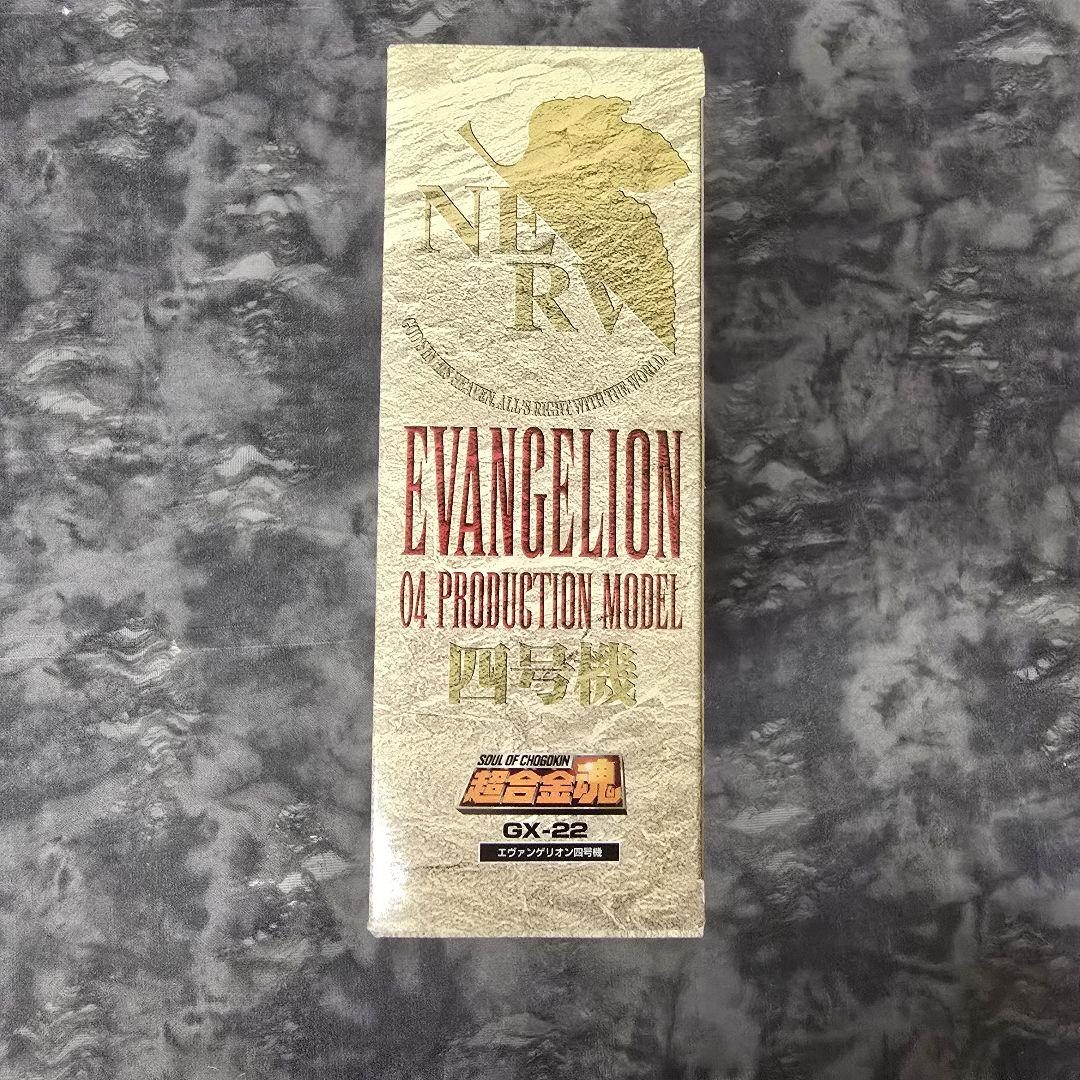 NERV
GOD'S IN HIS HEAVEN, ALL'S RIGHT WITH THE WORLD.
EVANGELION
04 PRODUCTION MODEL
四号機
SOUL OF CHOGOKIN
超合金魂
GX-22
エヴァンゲリオン四号機